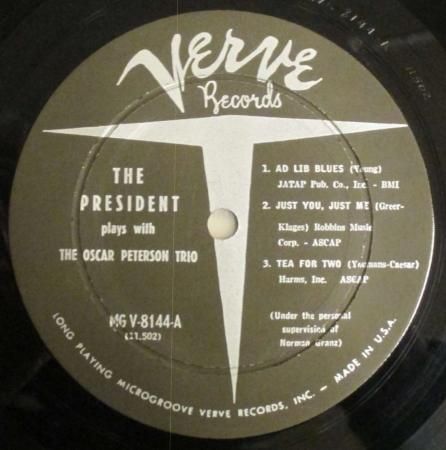 Verve
Records
THE
PRESIDENT
plays with
THE OSCAR PETERSON TRIO
MG V-8144-A
(21,502)
1. AD LIB BLUES (Young)
JATAP Pub. Co., Inc. - BMI
2. JUST YOU, JUST ME (Greer-
Klages) Robbins Music
Corp. - ASCAP
3. TEA FOR TWO (Youmans-Caesar)
Harms, Inc. ASCAP
(Under the personal
supervision of
Norman Granz)
LONG PLAYING MICROGROOVE VERVE RECORDS, INC. — MADE IN U.S.A.